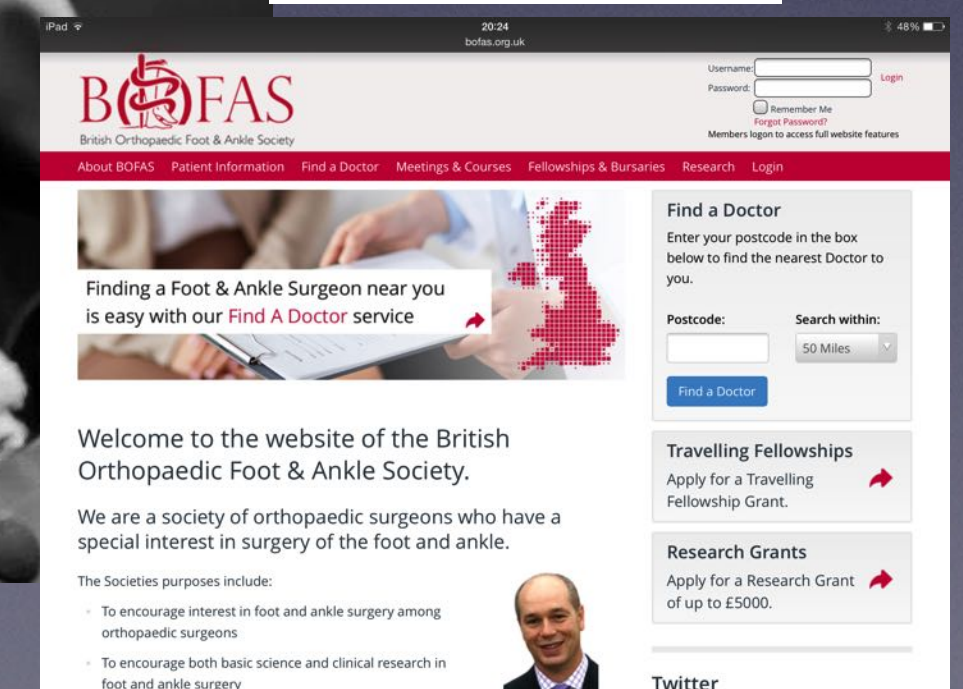 iPad
20:24
48%
bofas.org.uk
BOFAS
British Orthopaedic Foot & Ankle Society
Username:
Password:
Login
Remember Me
Forgot Password?
Members logon to access full website features
About BOFAS Patient Information Find a Doctor Meetings & Courses Fellowships & Bursaries Research Login
Finding a Foot & Ankle Surgeon near you
is easy with our Find A Doctor service
Welcome to the website of the British
Orthopaedic Foot & Ankle Society.
We are a society of orthopaedic surgeons who have a
special interest in surgery of the foot and ankle.
The Societies purposes include:
To encourage interest in foot and ankle surgery among
orthopaedic surgeons
To encourage both basic science and clinical research in
foot and ankle surgery
Find a Doctor
Enter your postcode in the box
below to find the nearest Doctor to
you.
Postcode:
Search within:
50 Miles
Find a Doctor
Travelling Fellowships
Apply for a Travelling
Fellowship Grant.
Research Grants
Apply for a Research Grant
of up to £5000.
Twitter